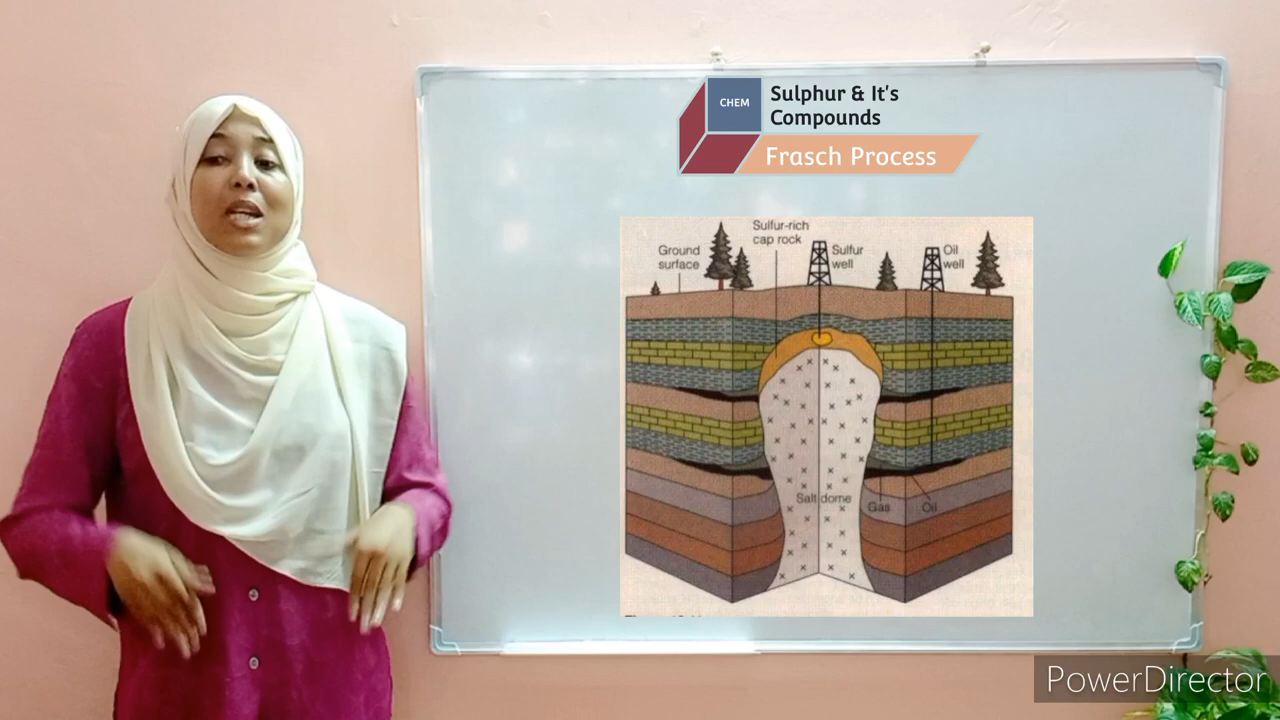 CHEM
Sulphur & It's
Compounds
Frasch Process
Sulfur-rich
cap rock
Ground
surface
Sulfur
well
Oil
well
Salt dome
Gas
Oil
PowerDirector